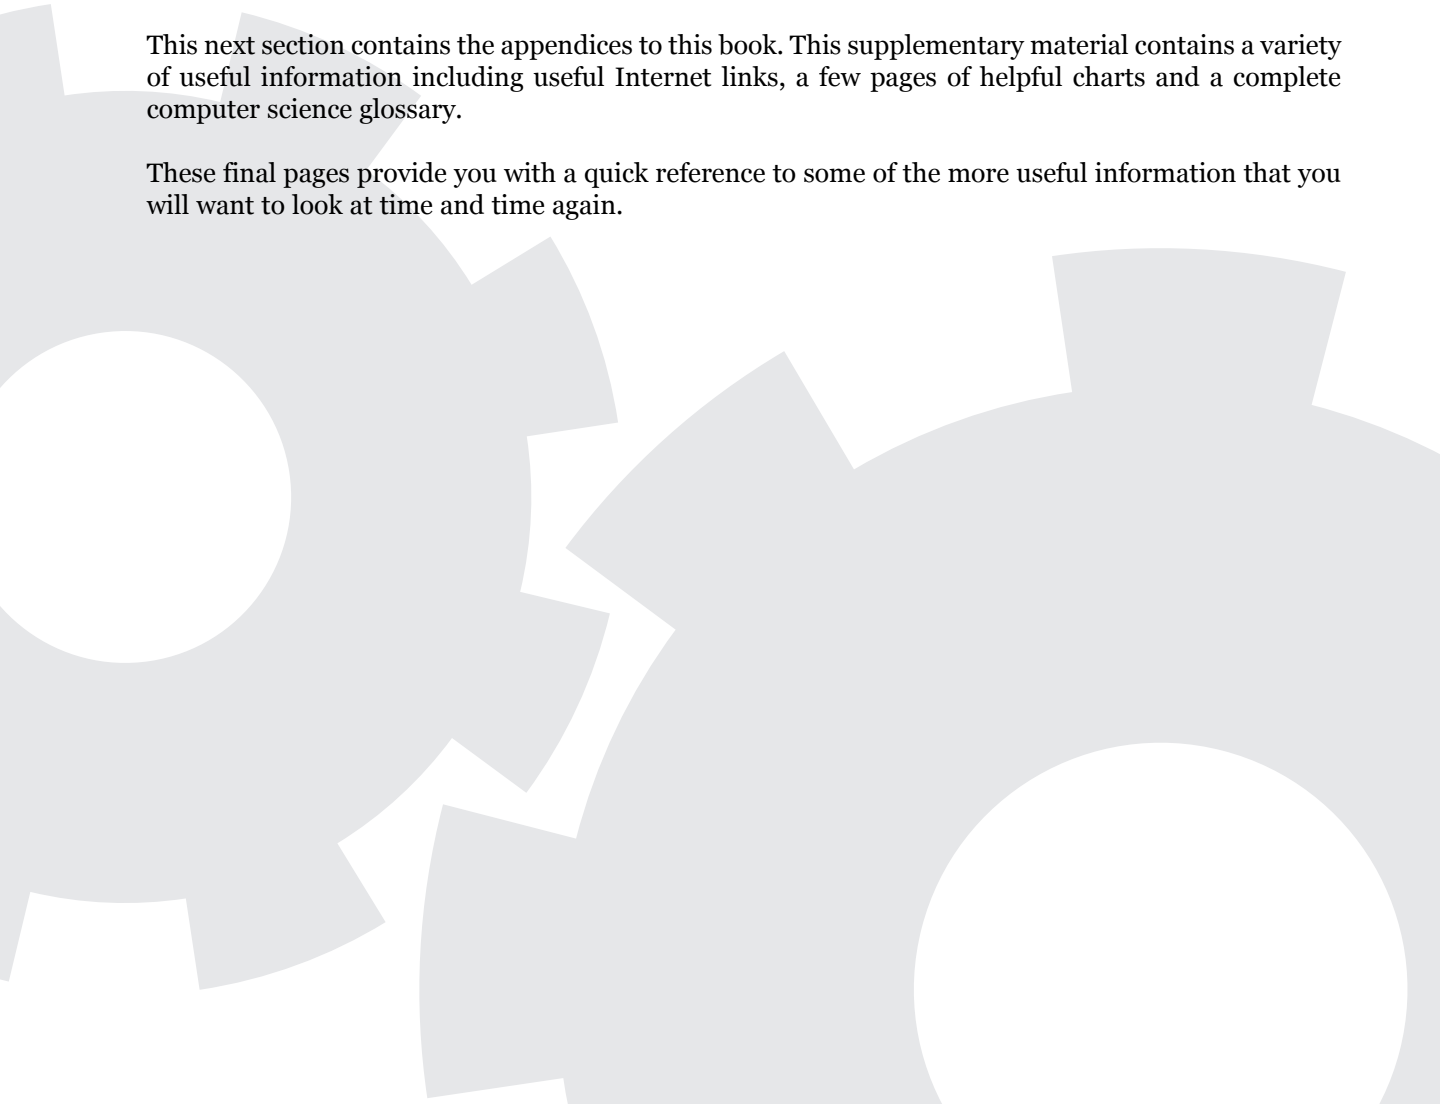 This next section contains the appendices to this book. This supplementary material contains a variety
of useful information including useful Internet links, a few pages of helpful charts and a complete
computer science glossary.
These final pages provide you with a quick reference to some of the more useful information that you
will want to look at time and time again.